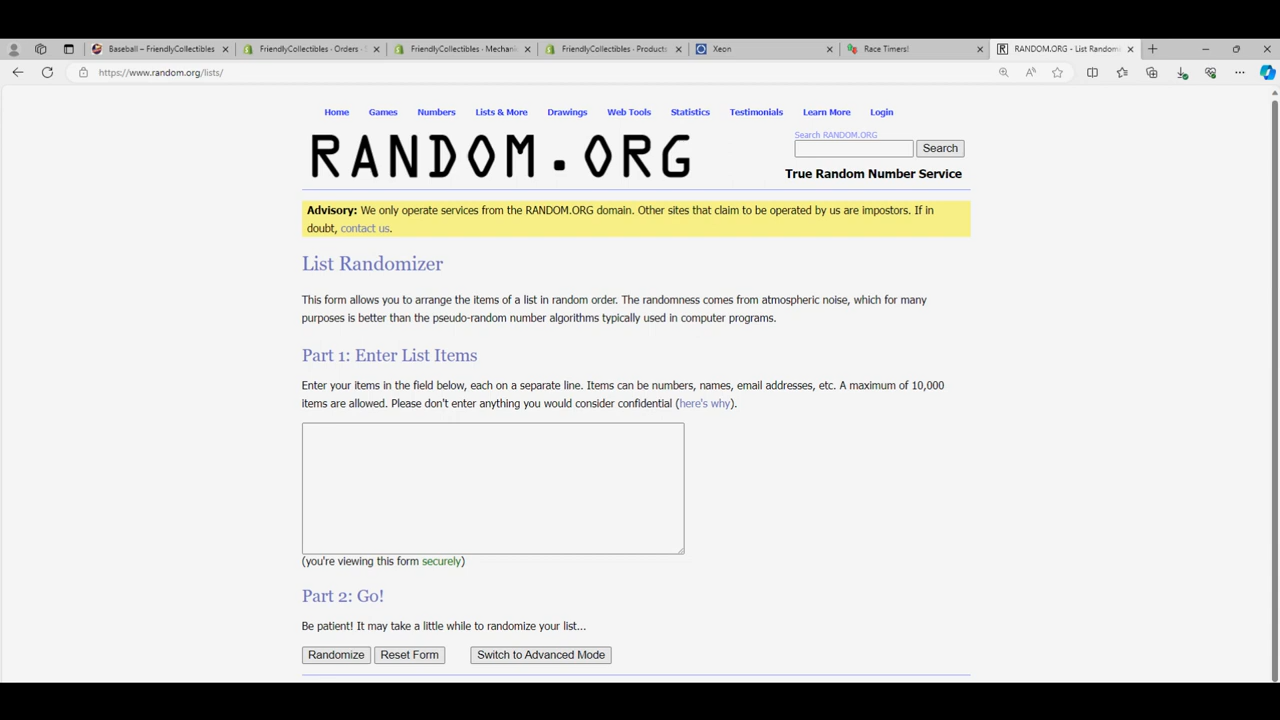 Baseball – FriendlyCollectibles
FriendlyCollectibles · Orders ·
FriendlyCollectibles · Mechani
FriendlyCollectibles · Products
Xeon
Race Timers!
RANDOM.ORG - List Randomi
https://www.random.org/lists/
Home Games Numbers Lists & More Drawings Web Tools Statistics Testimonials Learn More Login
RANDOM.ORG
Search RANDOM.ORG
Search
True Random Number Service
Advisory: We only operate services from the RANDOM.ORG domain. Other sites that claim to be operated by us are impostors. If in
doubt, contact us.
List Randomizer
This form allows you to arrange the items of a list in random order. The randomness comes from atmospheric noise, which for many
purposes is better than the pseudo-random number algorithms typically used in computer programs.
Part 1: Enter List Items
Enter your items in the field below, each on a separate line. Items can be numbers, names, email addresses, etc. A maximum of 10,000
items are allowed. Please don't enter anything you would consider confidential (here's why).
(you're viewing this form securely)
Part 2: Go!
Be patient! It may take a little while to randomize your list...
Randomize Reset Form Switch to Advanced Mode